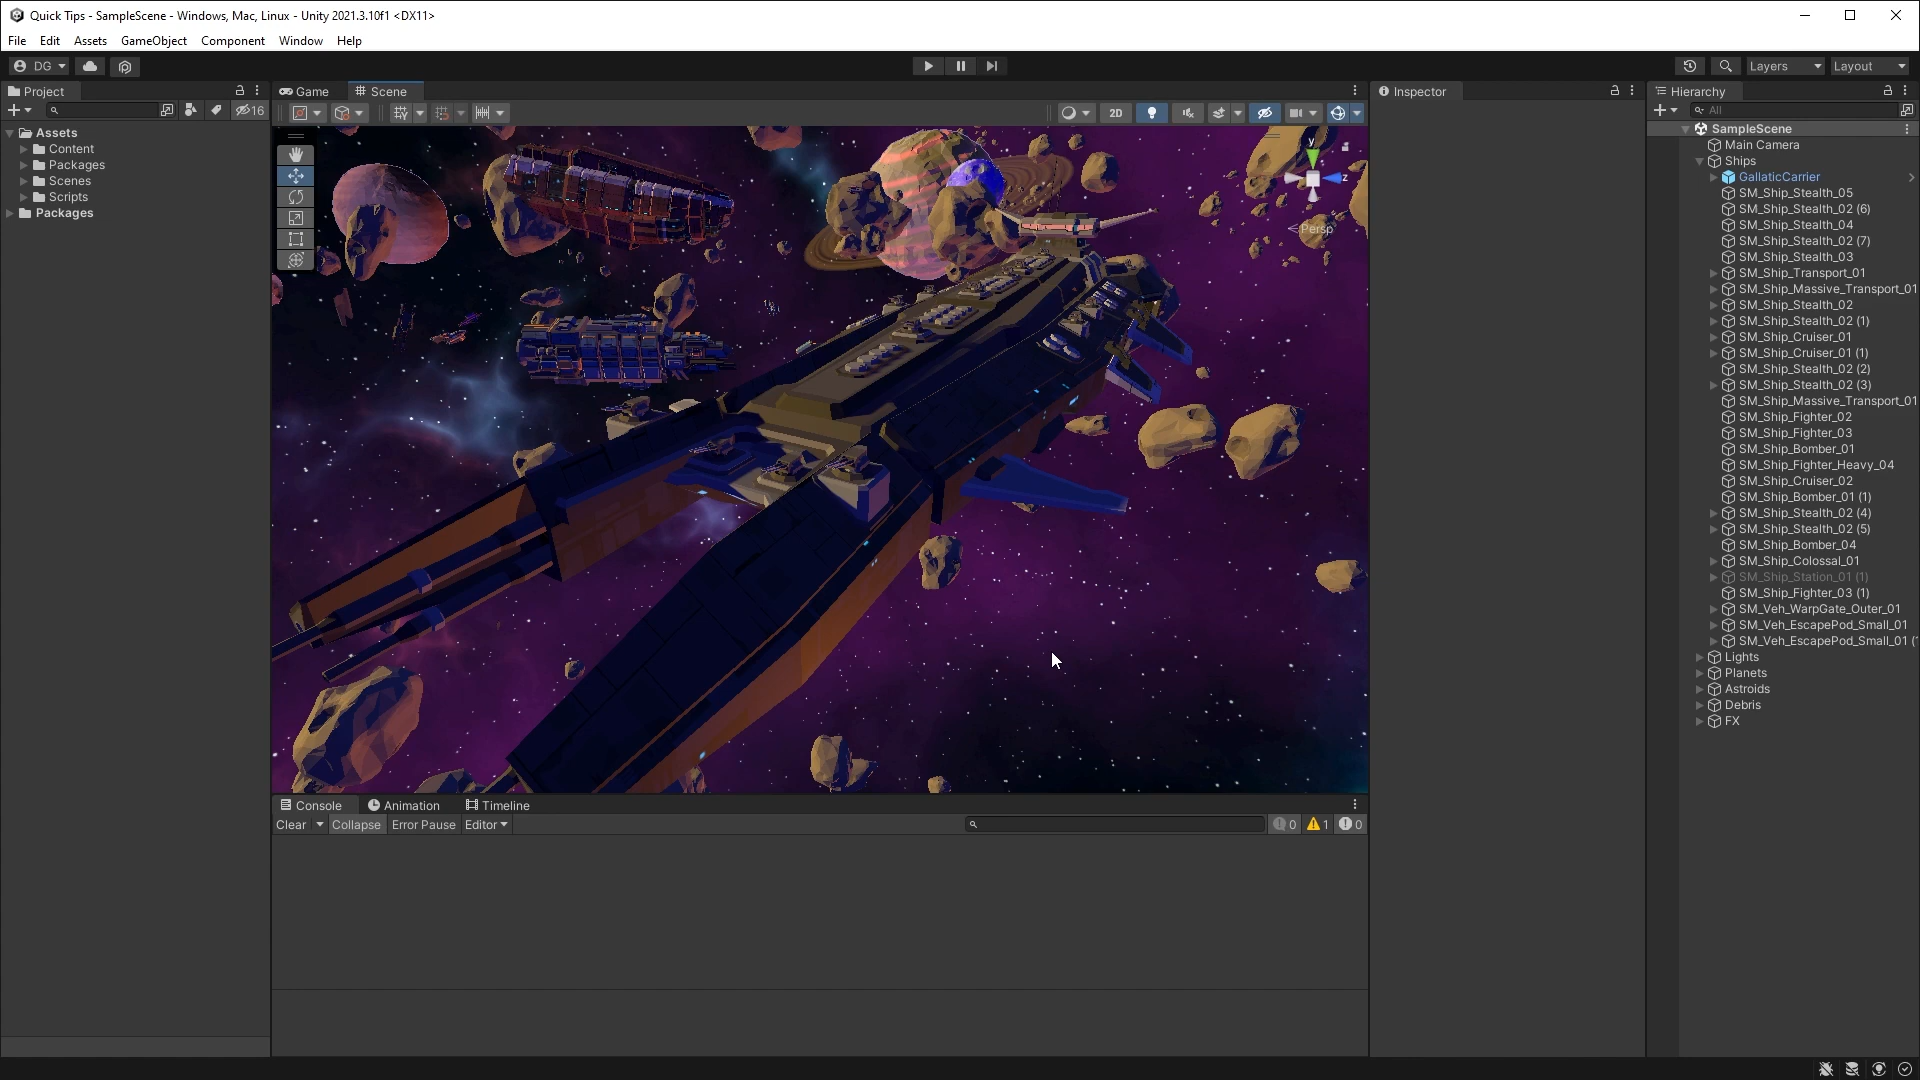 Quick Tips - SampleScene - Windows, Mac, Linux - Unity 2021.3.10f1 <DX11>
File Edit Assets GameObject Component Window Help
DG
Layers Layout
Project
16
Assets
Content
Packages
Scenes
Scripts
Packages
Game Scene
2D
y
z
Persp
Console Animation Timeline
Clear Collapse Error Pause Editor
0 1 0
Inspector
Hierarchy
All
SampleScene
Main Camera
Ships
GallaticCarrier
SM_Ship_Stealth_05
SM_Ship_Stealth_02 (6)
SM_Ship_Stealth_04
SM_Ship_Stealth_02 (7)
SM_Ship_Stealth_03
SM_Ship_Transport_01
SM_Ship_Massive_Transport_01
SM_Ship_Stealth_02
SM_Ship_Stealth_02 (1)
SM_Ship_Cruiser_01
SM_Ship_Cruiser_01 (1)
SM_Ship_Stealth_02 (2)
SM_Ship_Stealth_02 (3)
SM_Ship_Massive_Transport_01
SM_Ship_Fighter_02
SM_Ship_Fighter_03
SM_Ship_Bomber_01
SM_Ship_Fighter_Heavy_04
SM_Ship_Cruiser_02
SM_Ship_Bomber_01 (1)
SM_Ship_Stealth_02 (4)
SM_Ship_Stealth_02 (5)
SM_Ship_Bomber_04
SM_Ship_Colossal_01
SM_Ship_Station_01 (1)
SM_Ship_Fighter_03 (1)
SM_Veh_WarpGate_Outer_01
SM_Veh_EscapePod_Small_01
SM_Veh_EscapePod_Small_01 (
Lights
Planets
Astroids
Debris
FX